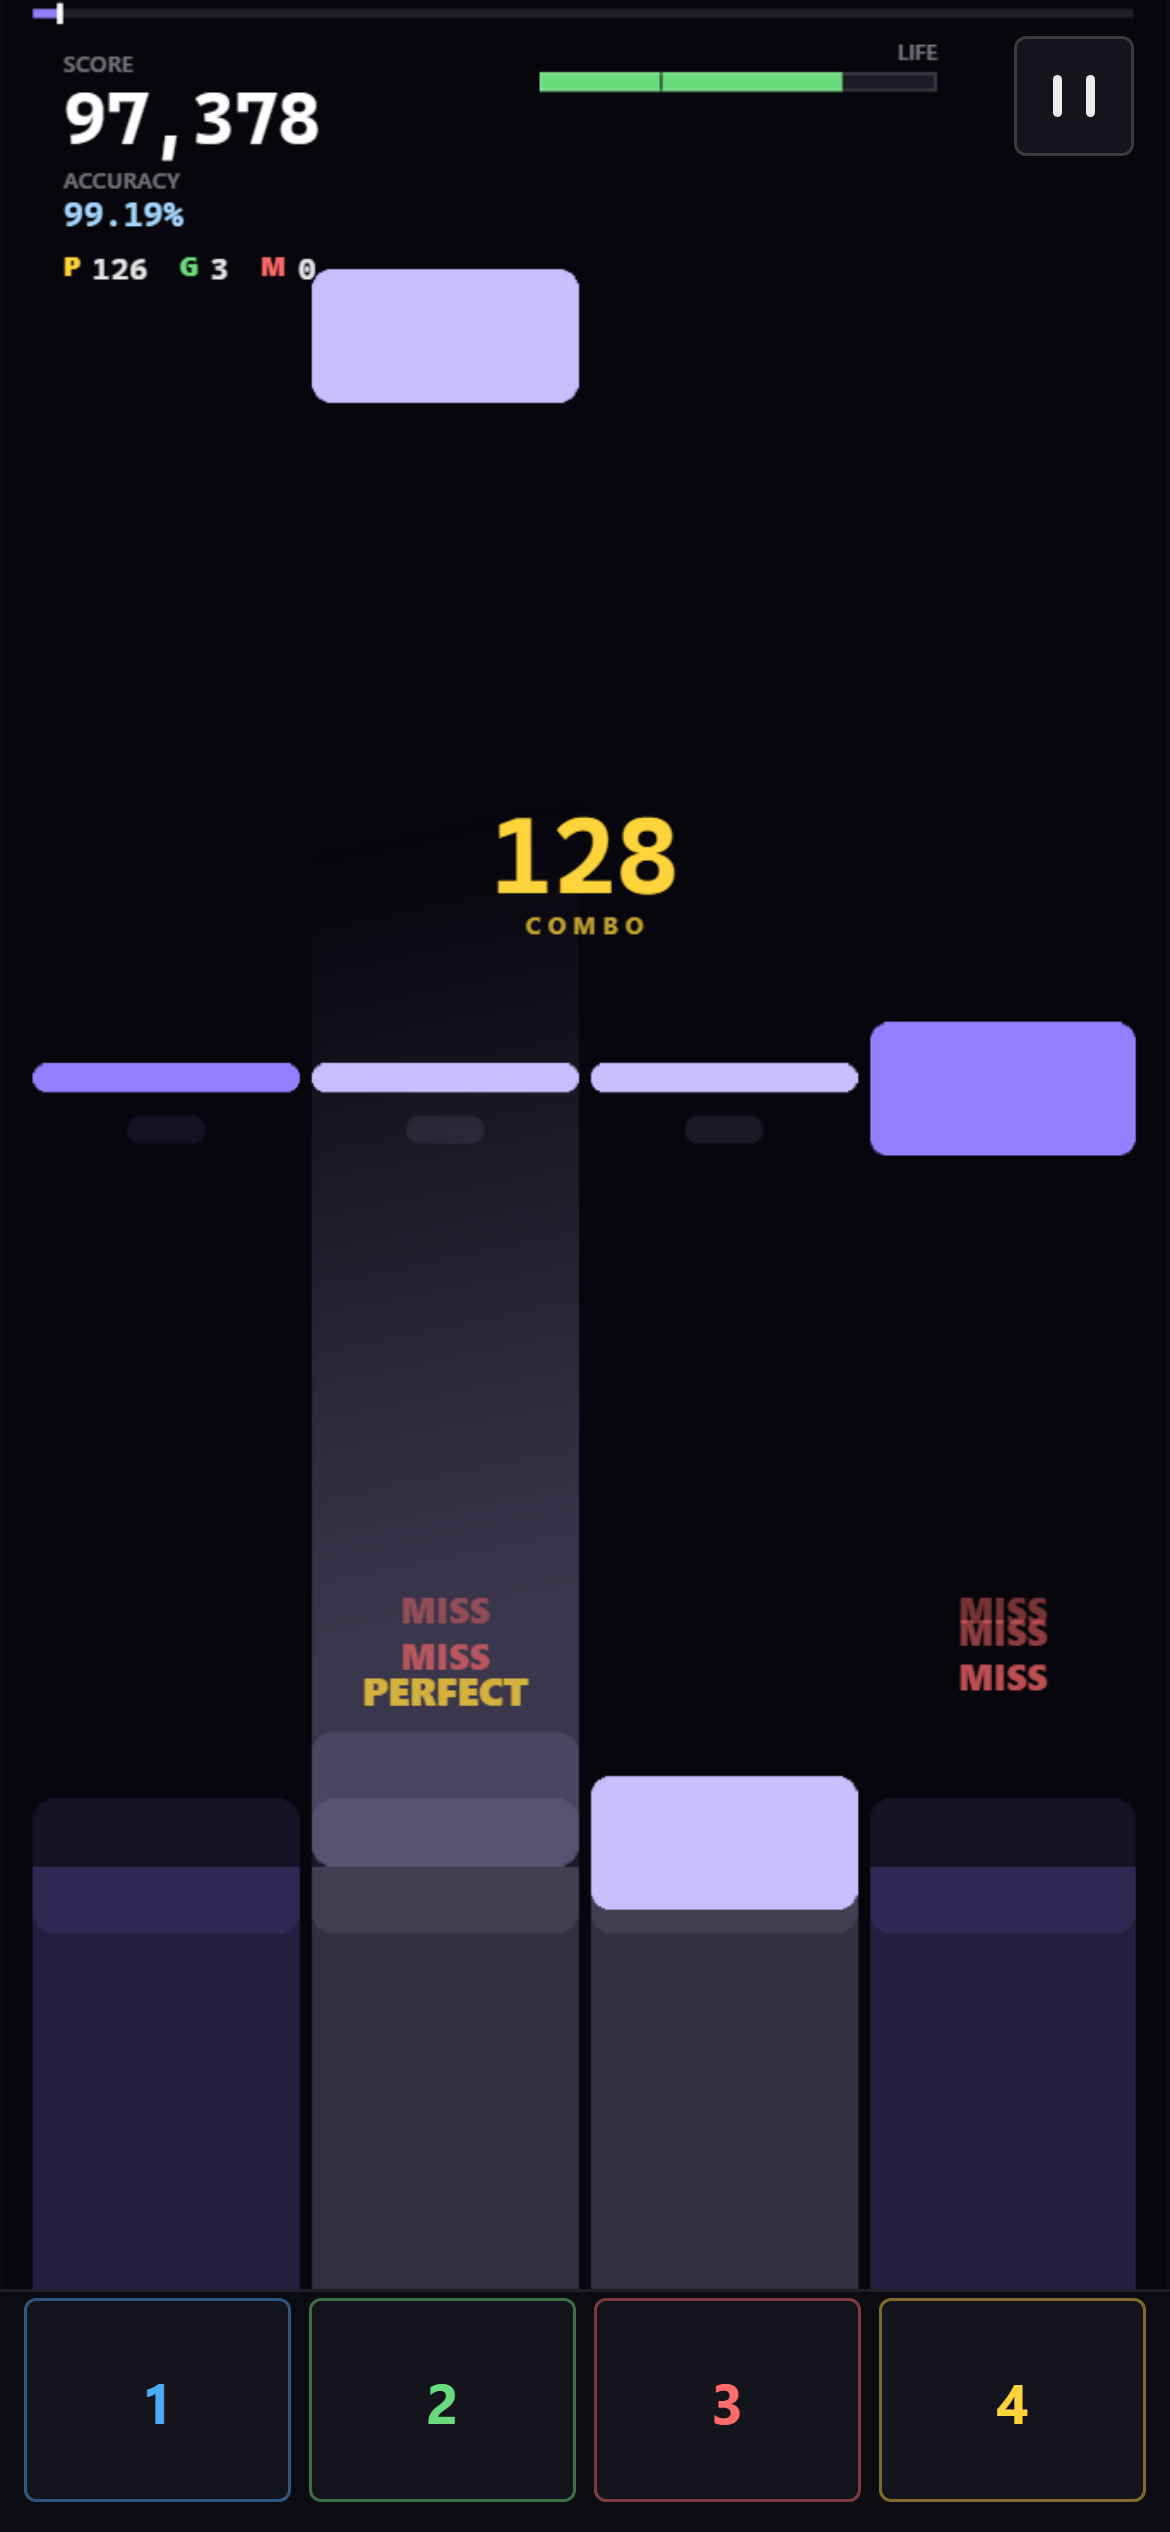 SCORE
97,378
LIFE
ACCURACY
99.19%
P 126 G 3 M 0
128
COMBO
MISS
MISS
PERFECT
MISS
MISS
MISS
1
2
3
4